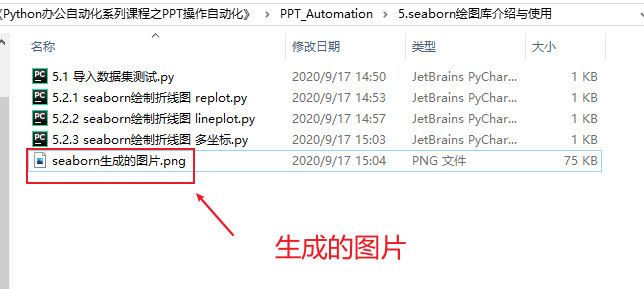 《Python办公自动化系列课程之PPT操作自动化》 > PPT_Automation > 5.seaborn绘图库介绍与使用
名称 修改日期 类型 大小
5.1 导入数据集测试.py 2020/9/17 14:50 JetBrains PyChar... 1 KB
5.2.1 seaborn绘制折线图 replot.py 2020/9/17 14:53 JetBrains PyChar... 1 KB
5.2.2 seaborn绘制折线图 lineplot.py 2020/9/17 14:57 JetBrains PyChar... 1 KB
5.2.3 seaborn绘制折线图 多坐标.py 2020/9/17 15:03 JetBrains PyChar... 1 KB
seaborn生成的图片.png 2020/9/17 15:04 PNG 文件 75 KB
生成的图片